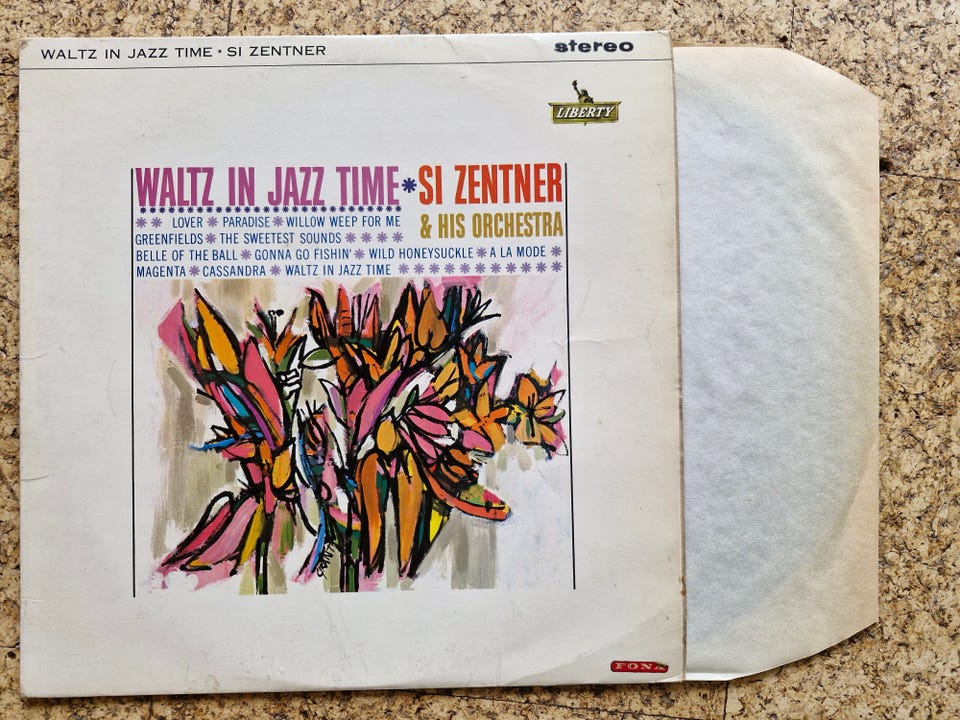 WALTZ IN JAZZ TIME • SI ZENTNER
stereo
LIBERTY
WALTZ IN JAZZ TIME * SI ZENTNER
& HIS ORCHESTRA
* * LOVER * PARADISE * WILLOW WEEP FOR ME
GREENFIELDS * THE SWEETEST SOUNDS * * * *
BELLE OF THE BALL * GONNA GO FISHIN' * WILD HONEYSUCKLE * A LA MODE *
MAGENTA * CASSANDRA * WALTZ IN JAZZ TIME * * * * * * * * * * *
FONA